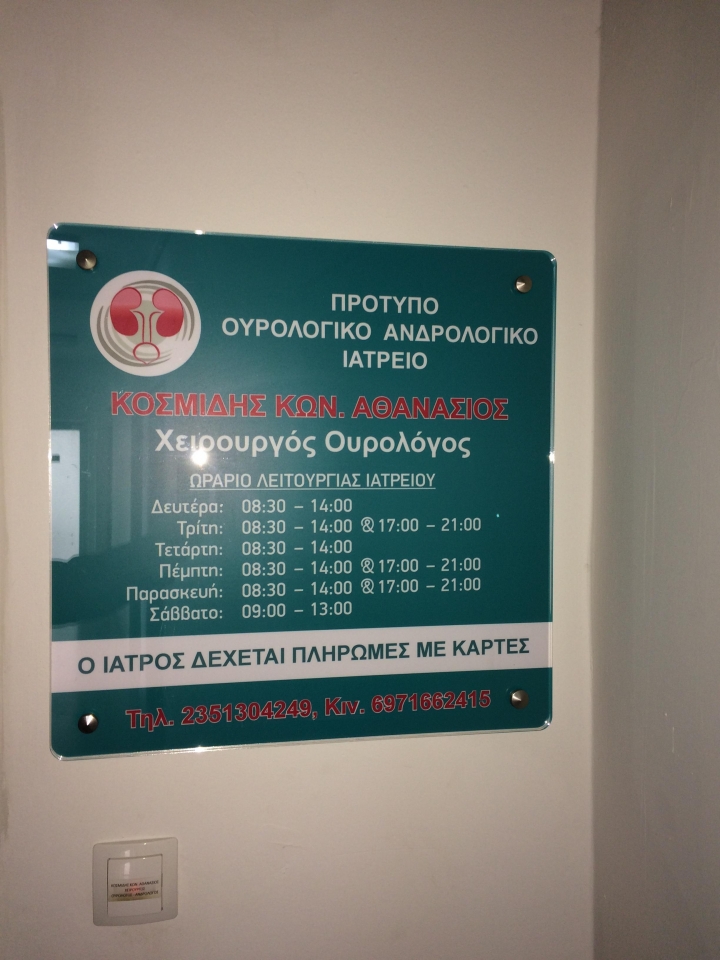 ΠΡΟΤΥΠΟ
ΟΥΡΟΛΟΓΙΚΟ ΑΝΔΡΟΛΟΓΙΚΟ
ΙΑΤΡΕΙΟ
ΚΟΣΜΙΔΗΣ ΚΩΝ. ΑΘΑΝΑΣΙΟΣ
Χειρουργός Ουρολόγος
ΩΡΑΡΙΟ ΛΕΙΤΟΥΡΓΙΑΣ ΙΑΤΡΕΙΟΥ
Δευτέρα: 08:30 – 14:00
Τρίτη: 08:30 – 14:00 & 17:00 – 21:00
Τετάρτη: 08:30 – 14:00
Πέμπτη: 08:30 – 14:00 & 17:00 – 21:00
Παρασκευή: 08:30 – 14:00 & 17:00 – 21:00
Σάββατο: 09:00 – 13:00
Ο ΙΑΤΡΟΣ ΔΕΧΕΤΑΙ ΠΛΗΡΩΜΕΣ ΜΕ ΚΑΡΤΕΣ
Τηλ. 2351304249, Κιν. 6971662415
ΚΟΣΜΙΔΗΣ ΚΩΝ. ΑΘΑΝΑΣΙΟΣ